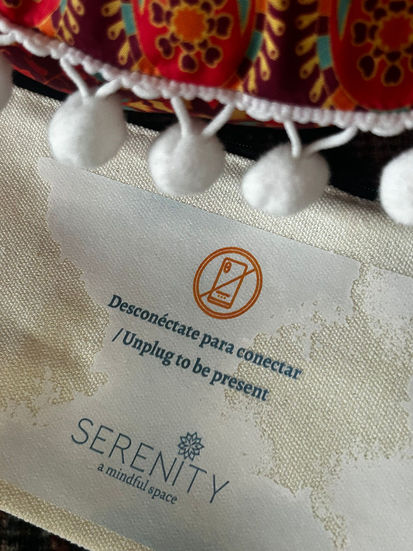 Desconéctate para conectar
/Unplug to be present
SERENITY
a mindful space